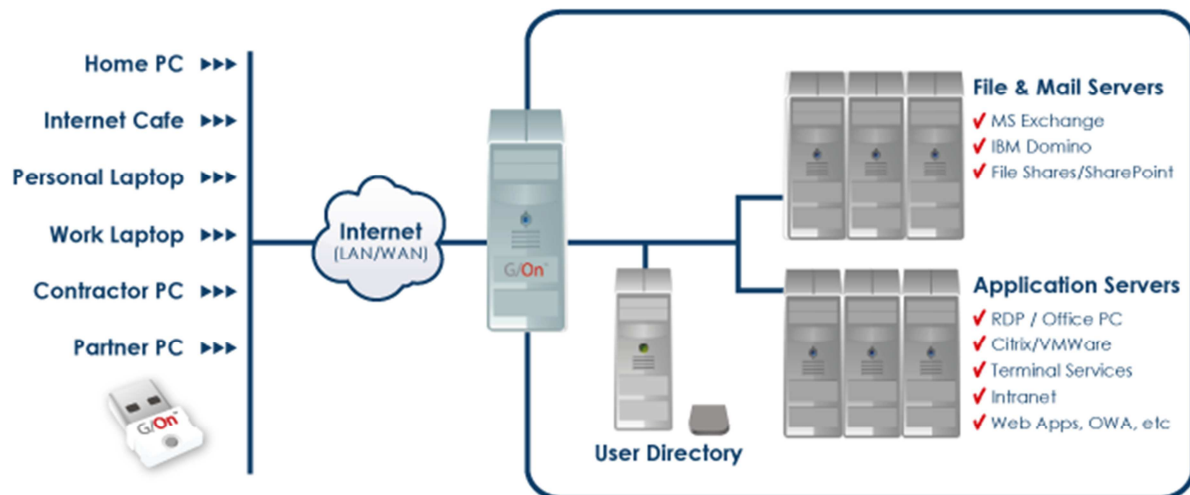 Home PC
Internet Cafe
Personal Laptop
Work Laptop
Contractor PC
Partner PC
G/On™
Internet
(LAN/WAN)
G/On™
User Directory
File & Mail Servers
MS Exchange
IBM Domino
File Shares/SharePoint
Application Servers
RDP / Office PC
Citrix/VMWare
Terminal Services
Intranet
Web Apps, OWA, etc